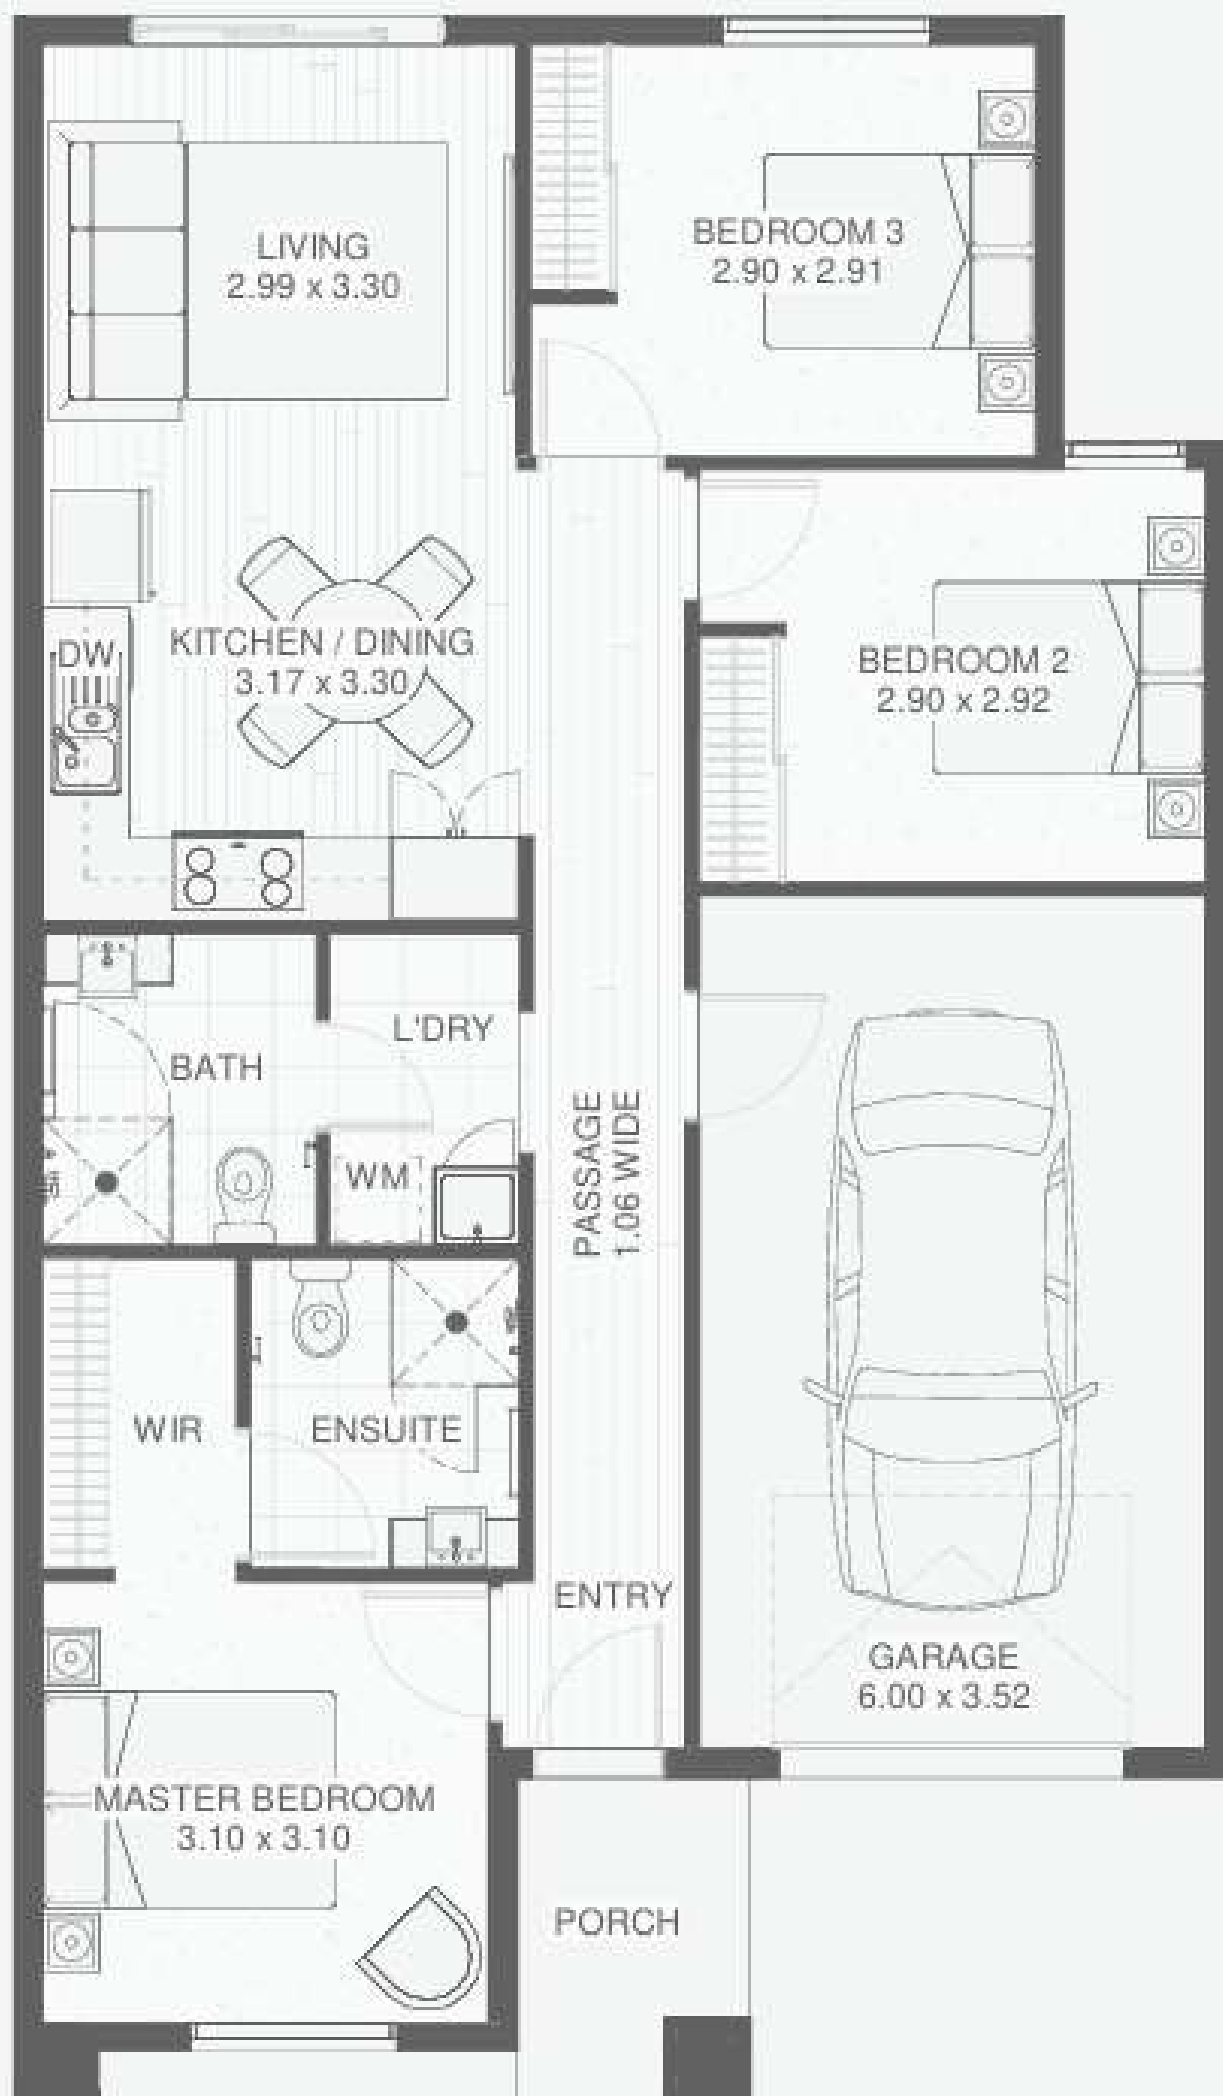 LIVING
2.99 x 3.30
BEDROOM 3
2.90 x 2.91
KITCHEN / DINING
3.17 x 3.30
DW
BEDROOM 2
2.90 x 2.92
BATH
L'DRY
WM
SH
PASSAGE
1.06 WIDE
WIR
ENSUITE
ENTRY
GARAGE
6.00 x 3.52
MASTER BEDROOM
3.10 x 3.10
PORCH